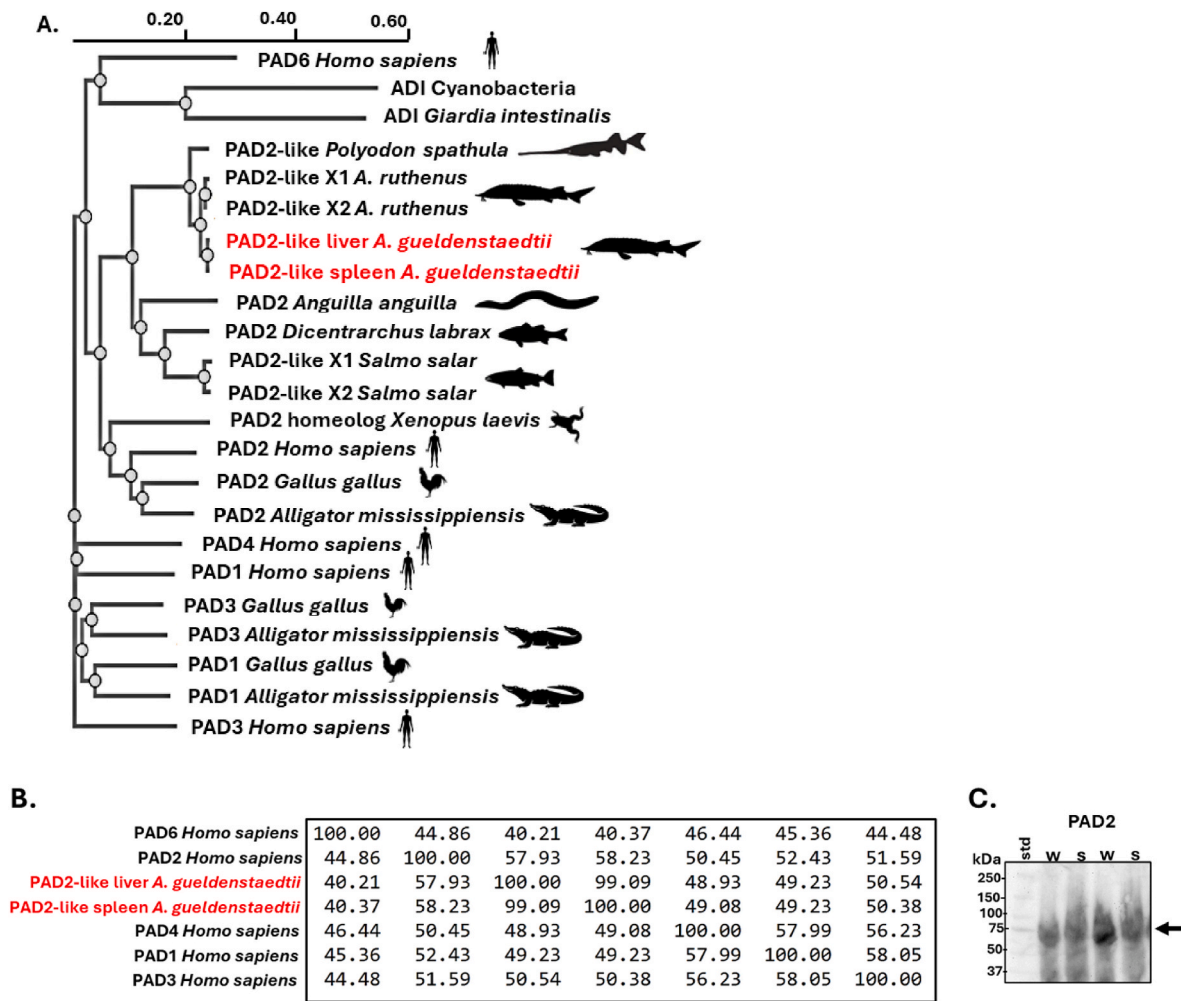 A.
0.20 0.40 0.60
PAD6 Homo sapiens
ADI Cyanobacteria
ADI Giardia intestinalis
PAD2-like Polyodon spathula
PAD2-like X1 A. ruthenus
PAD2-like X2 A. ruthenus
PAD2-like liver A. gueldenstaedtii
PAD2-like spleen A. gueldenstaedtii
PAD2 Anguilla anguilla
PAD2 Dicentrarchus labrax
PAD2-like X1 Salmo salar
PAD2-like X2 Salmo salar
PAD2 homeolog Xenopus laevis
PAD2 Homo sapiens
PAD2 Gallus gallus
PAD2 Alligator mississippiensis
PAD4 Homo sapiens
PAD1 Homo sapiens
PAD3 Gallus gallus
PAD3 Alligator mississippiensis
PAD1 Gallus gallus
PAD1 Alligator mississippiensis
PAD3 Homo sapiens
B.
PAD6 Homo sapiens 100.00 44.86 40.21 40.37 46.44 45.36 44.48
PAD2 Homo sapiens 44.86 100.00 57.93 58.23 50.45 52.43 51.59
PAD2-like liver A. gueldenstaedtii 40.21 57.93 100.00 99.09 48.93 49.23 50.54
PAD2-like spleen A. gueldenstaedtii 40.37 58.23 99.09 100.00 49.08 49.23 50.38
PAD4 Homo sapiens 46.44 50.45 48.93 49.08 100.00 57.99 56.23
PAD1 Homo sapiens 45.36 52.43 49.23 49.23 57.99 100.00 58.05
PAD3 Homo sapiens 44.48 51.59 50.54 50.38 56.23 58.05 100.00
C.
PAD2
kDa std W S W S
250
150
100
75
50
37